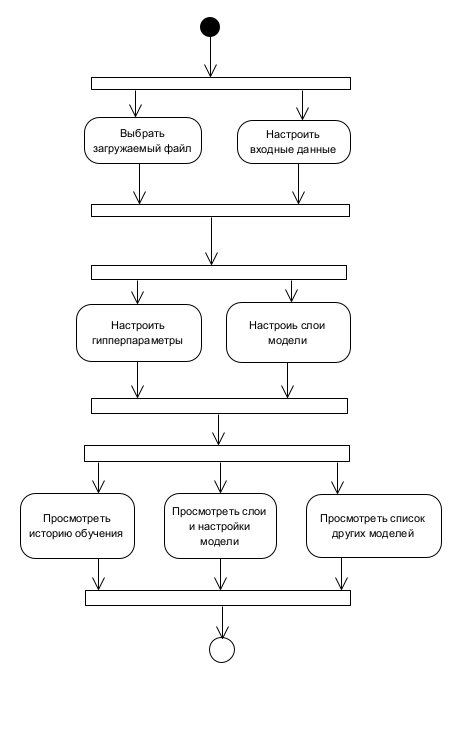 Выбрать
загружаемый файл
Настроить
входные данные
Настроить
гипперпараметры
Настроиь слои
модели
Просмотреть
историю обучения
Просмотреть слои
и настройки
модели
Просмотреть список
других моделей